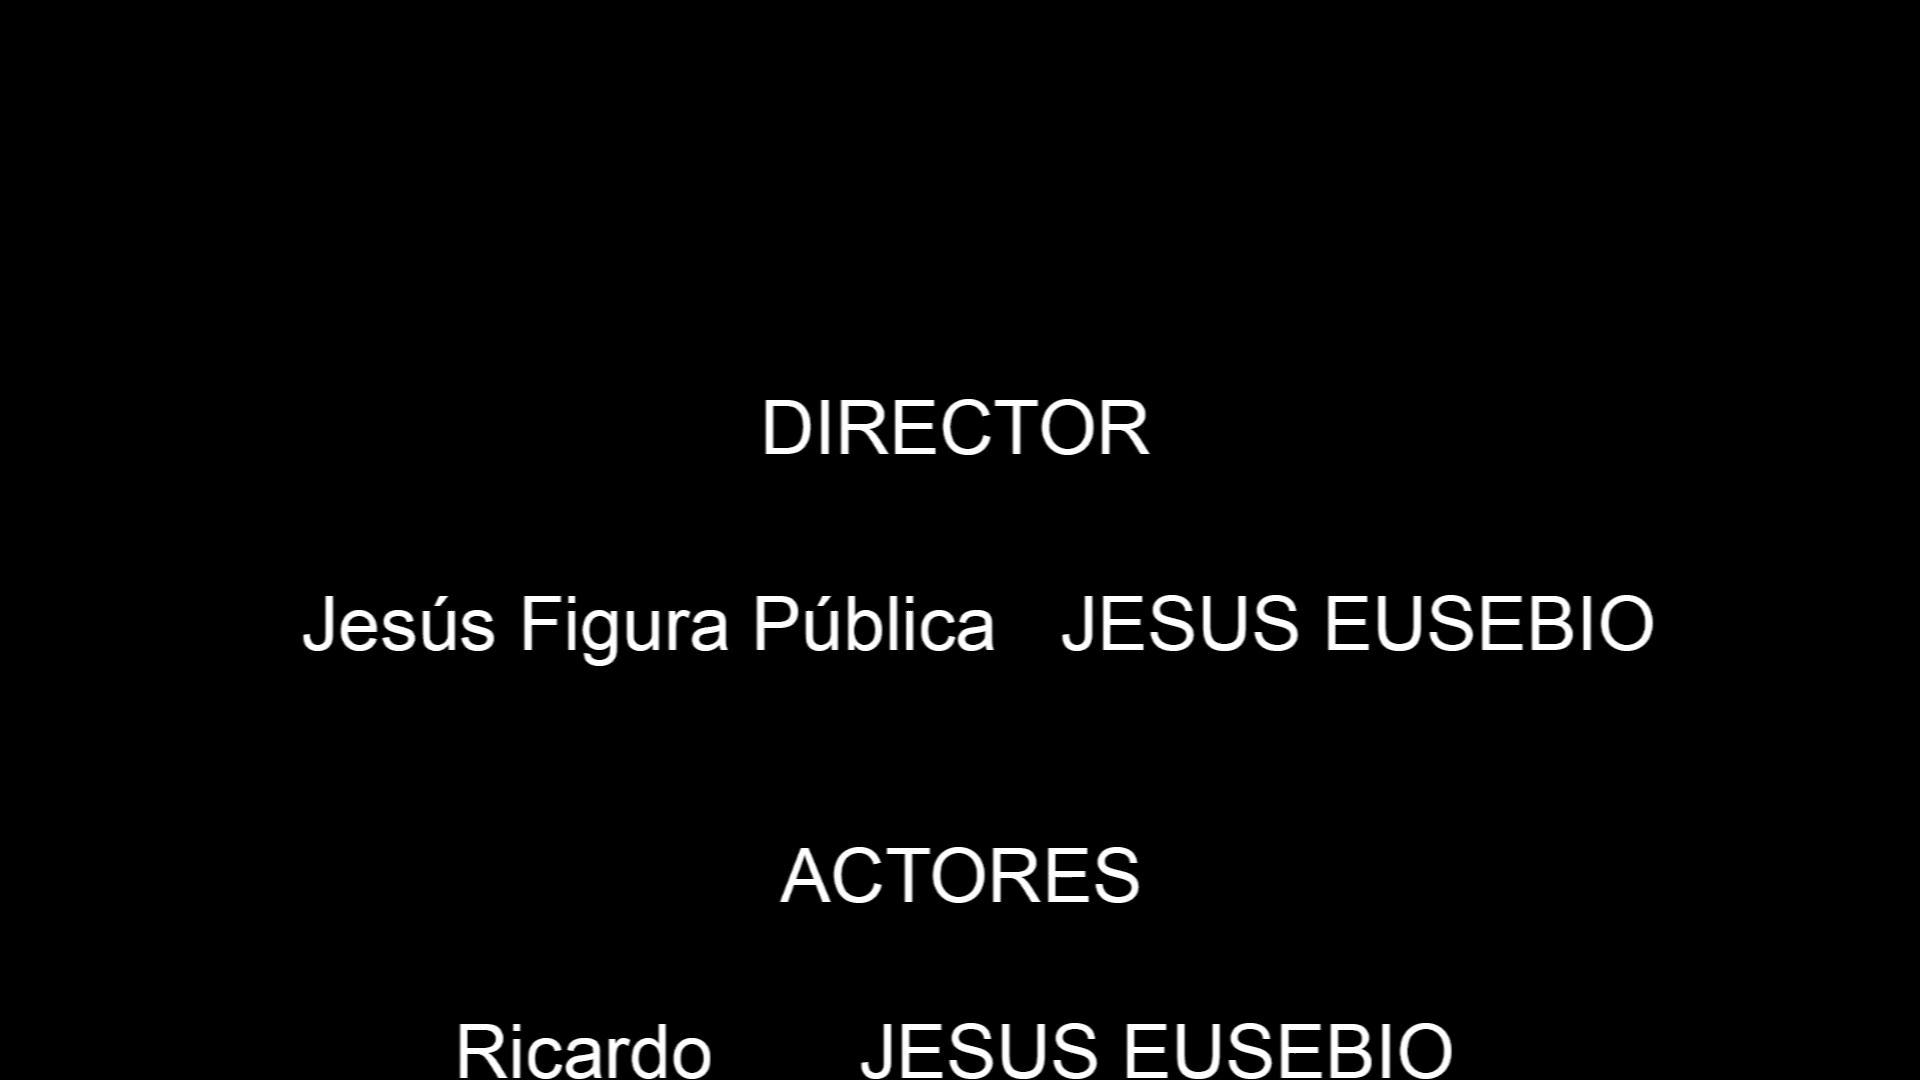 DIRECTOR
Jesús Figura Pública JESUS EUSEBIO
ACTORES
Ricardo JESUS EUSEBIO